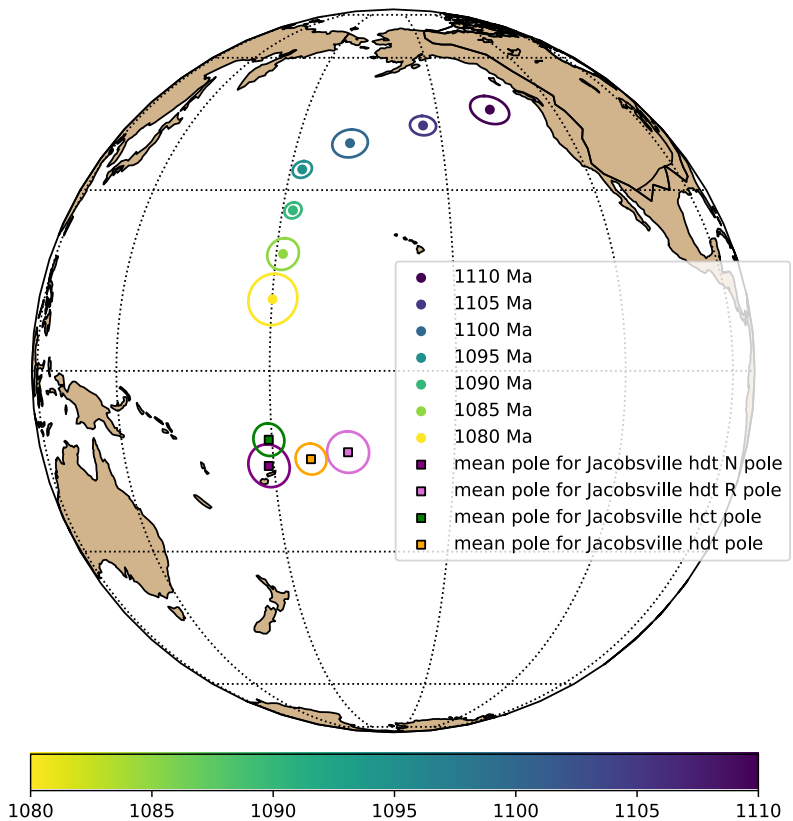 1110 Ma
1105 Ma
1100 Ma
1095 Ma
1090 Ma
1085 Ma
1080 Ma
mean pole for Jacobsville hdt N pole
mean pole for Jacobsville hdt R pole
mean pole for Jacobsville hct pole
mean pole for Jacobsville hdt pole
1080 1085 1090 1095 1100 1105 1110